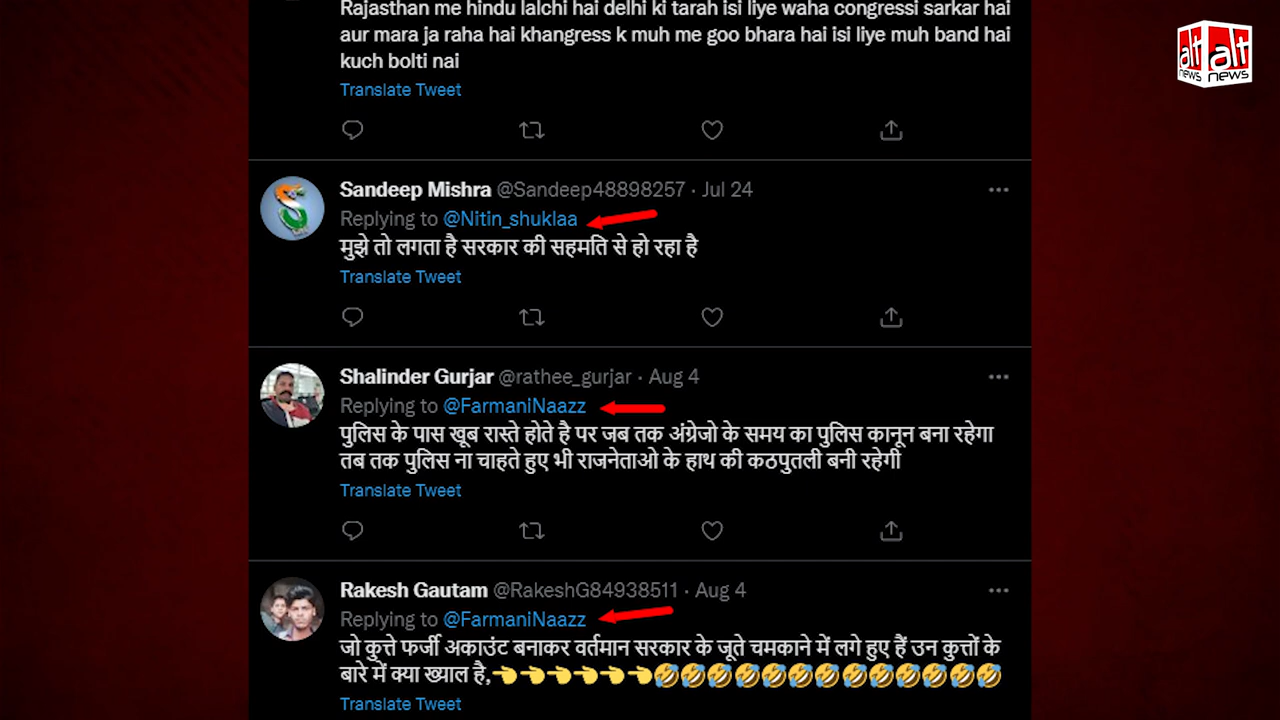 Rajasthan me hindu lalchi hai delhi ki tarah isi liye waha congressi sarkar hai
aur mara ja raha hai khangress k muh me goo bhara hai isi liye muh band hai
kuch bolti nai
Translate Tweet
alt alt
news news
Sandeep Mishra @Sandeep48898257 · Jul 24
Replying to @Nitin_shuklaa
मुझे तो लगता है सरकार की सहमति से हो रहा है
Translate Tweet
Shalinder Gurjar @rathee_gurjar · Aug 4
Replying to @FarmaniNaazz
पुलिस के पास खूब रास्ते होते है पर जब तक अंग्रेजो के समय का पुलिस कानून बना रहेगा
तब तक पुलिस ना चाहते हुए भी राजनेताओ के हाथ की कठपुतली बनी रहेगी
Translate Tweet
Rakesh Gautam @RakeshG84938511 · Aug 4
Replying to @FarmaniNaazz
जो कुत्ते फर्जी अकाउंट बनाकर वर्तमान सरकार के जूते चमकाने में लगे हुए हैं उन कुत्तों के
बारे में क्या ख्याल है,👈👈👈👈👈👈🤣🤣🤣🤣🤣🤣🤣🤣🤣🤣🤣🤣🤣
Translate Tweet